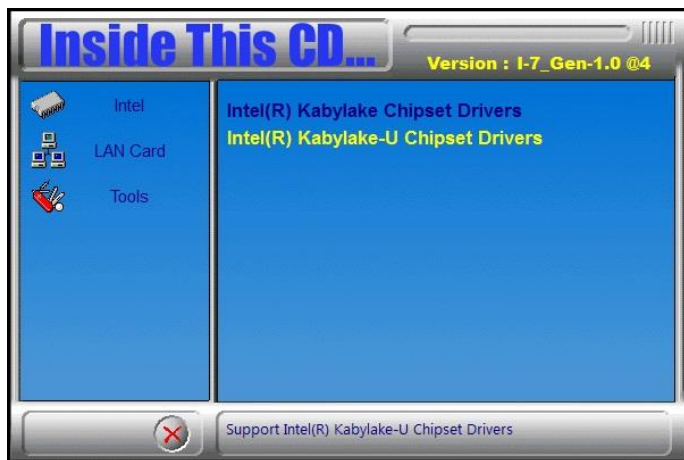 Inside This CD...
Version : I-7_Gen-1.0 @4
Intel
LAN Card
Tools
Intel(R) Kabylake Chipset Drivers
Intel(R) Kabylake-U Chipset Drivers
Support Intel(R) Kabylake-U Chipset Drivers